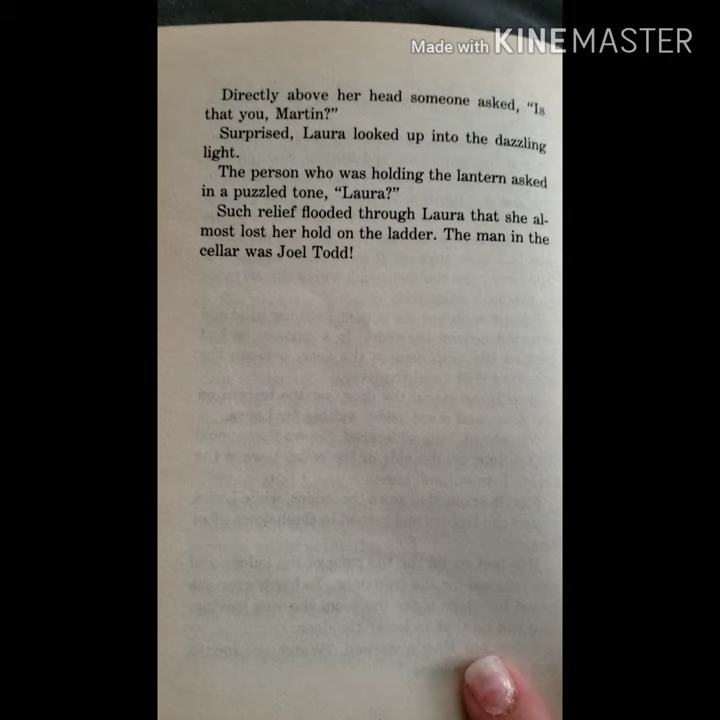 Made with KINEMASTER
Directly above her head someone asked, “Is
that you, Martin?”
Surprised, Laura looked up into the dazzling
light.
The person who was holding the lantern asked
in a puzzled tone, “Laura?”
Such relief flooded through Laura that she al-
most lost her hold on the ladder. The man in the
cellar was Joel Todd!